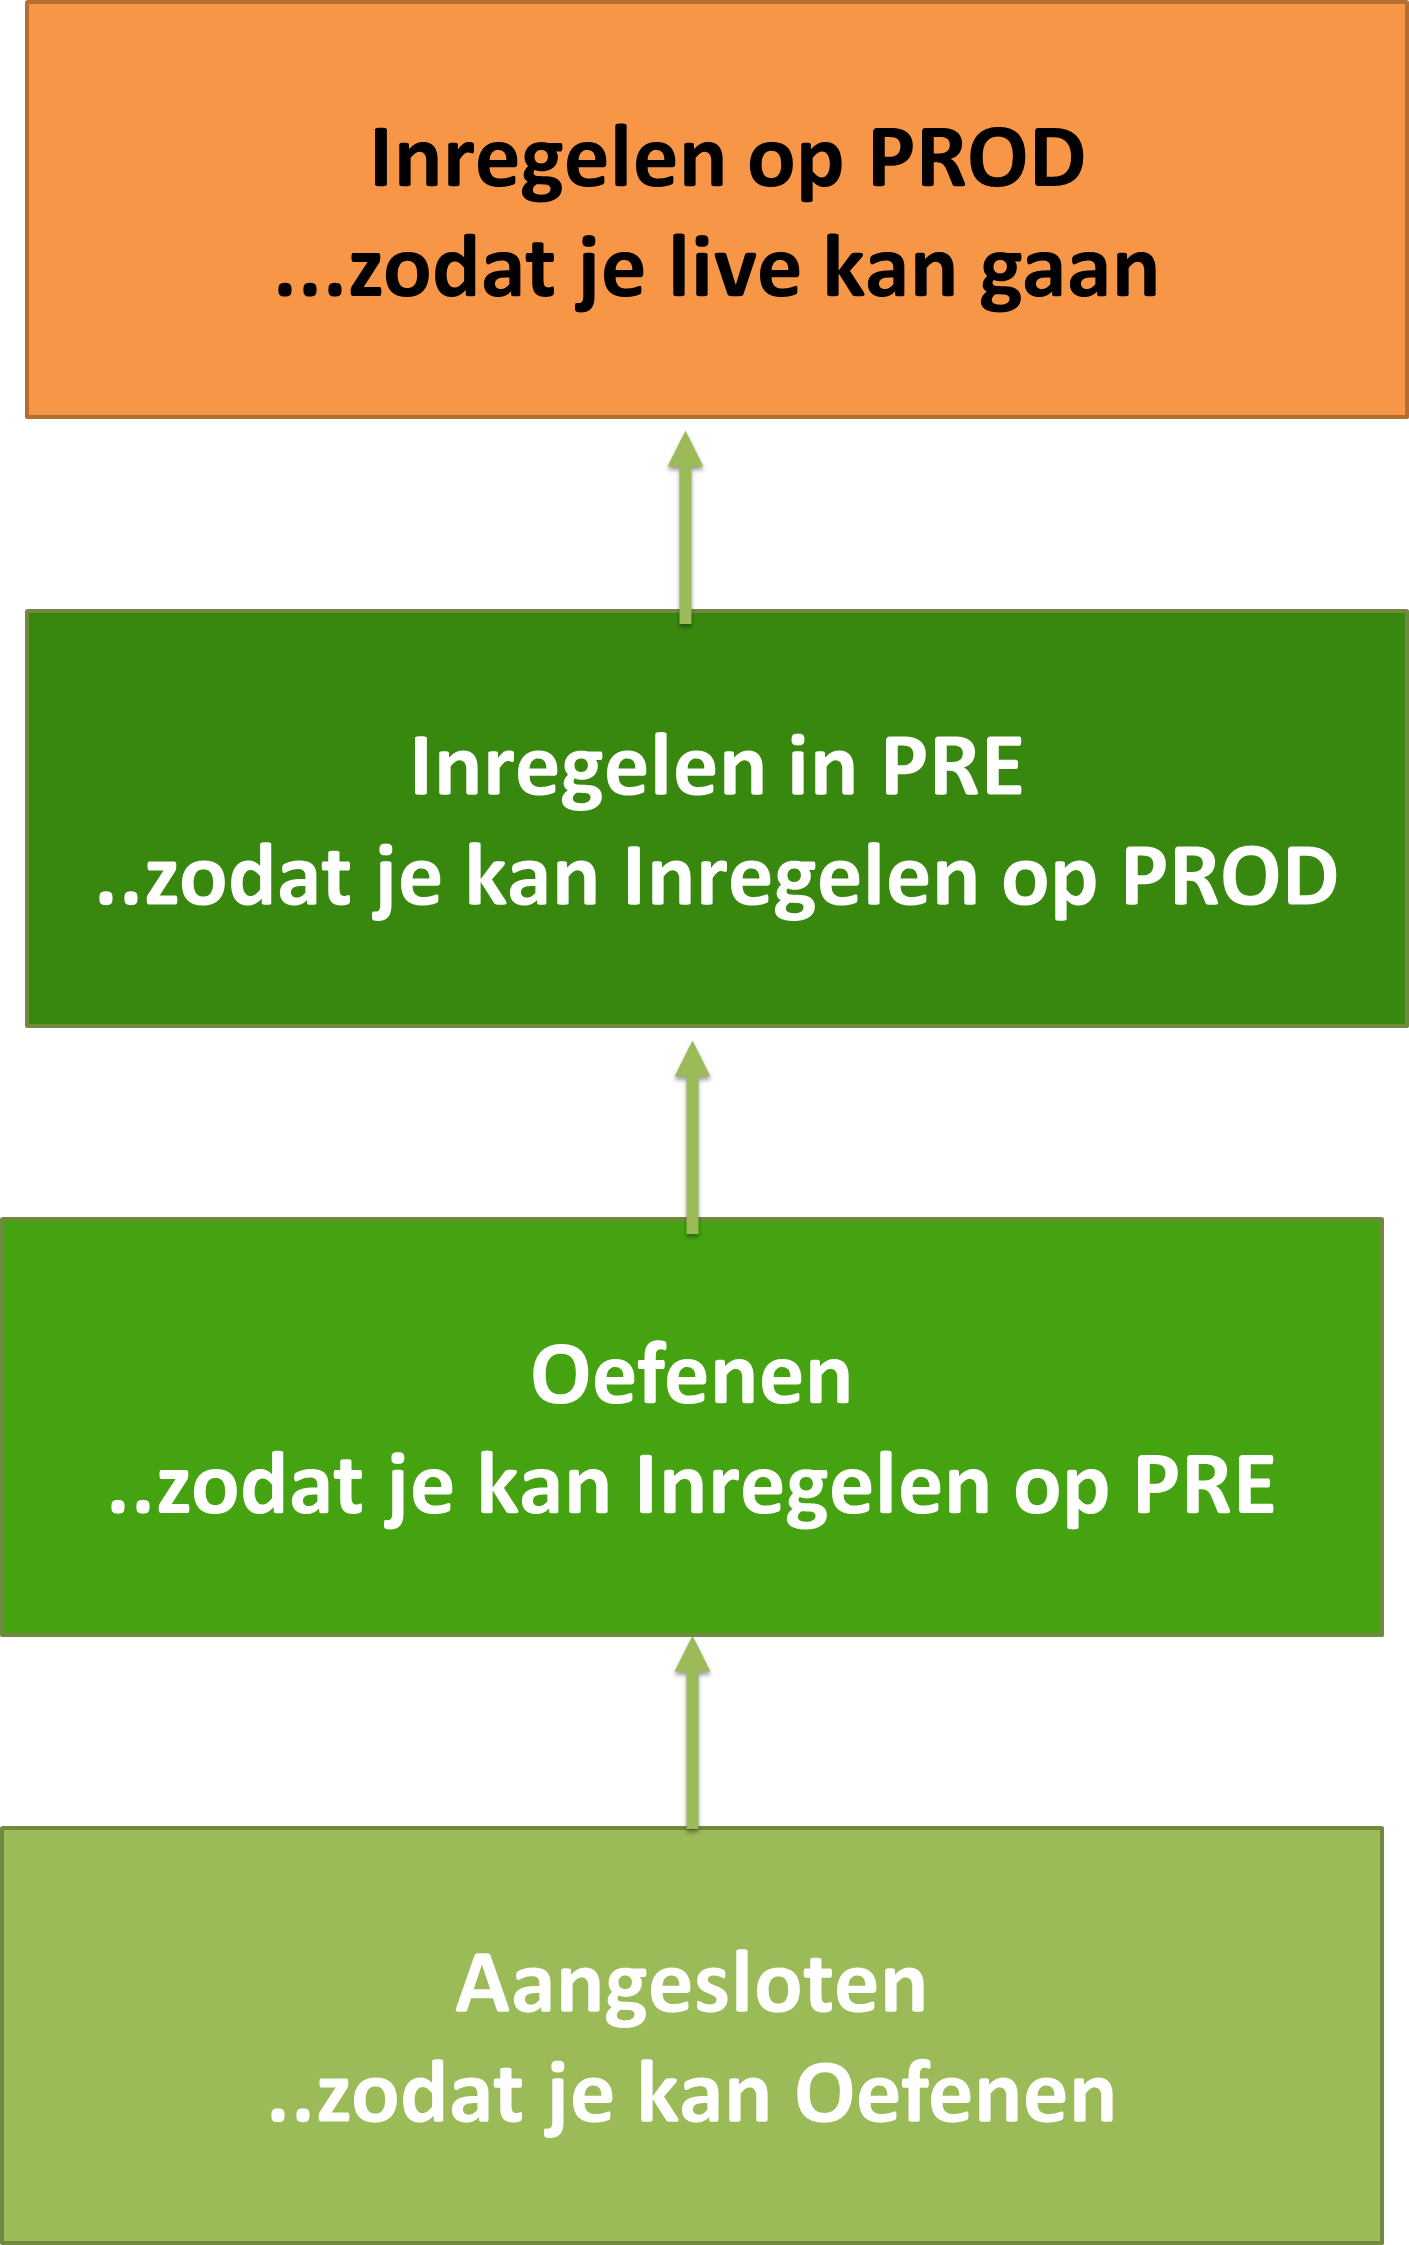 Inregelen op PROD
...zodat je live kan gaan
Inregelen in PRE
..zodat je kan Inregelen op PROD
Oefenen
..zodat je kan Inregelen op PRE
Aangesloten
..zodat je kan Oefenen